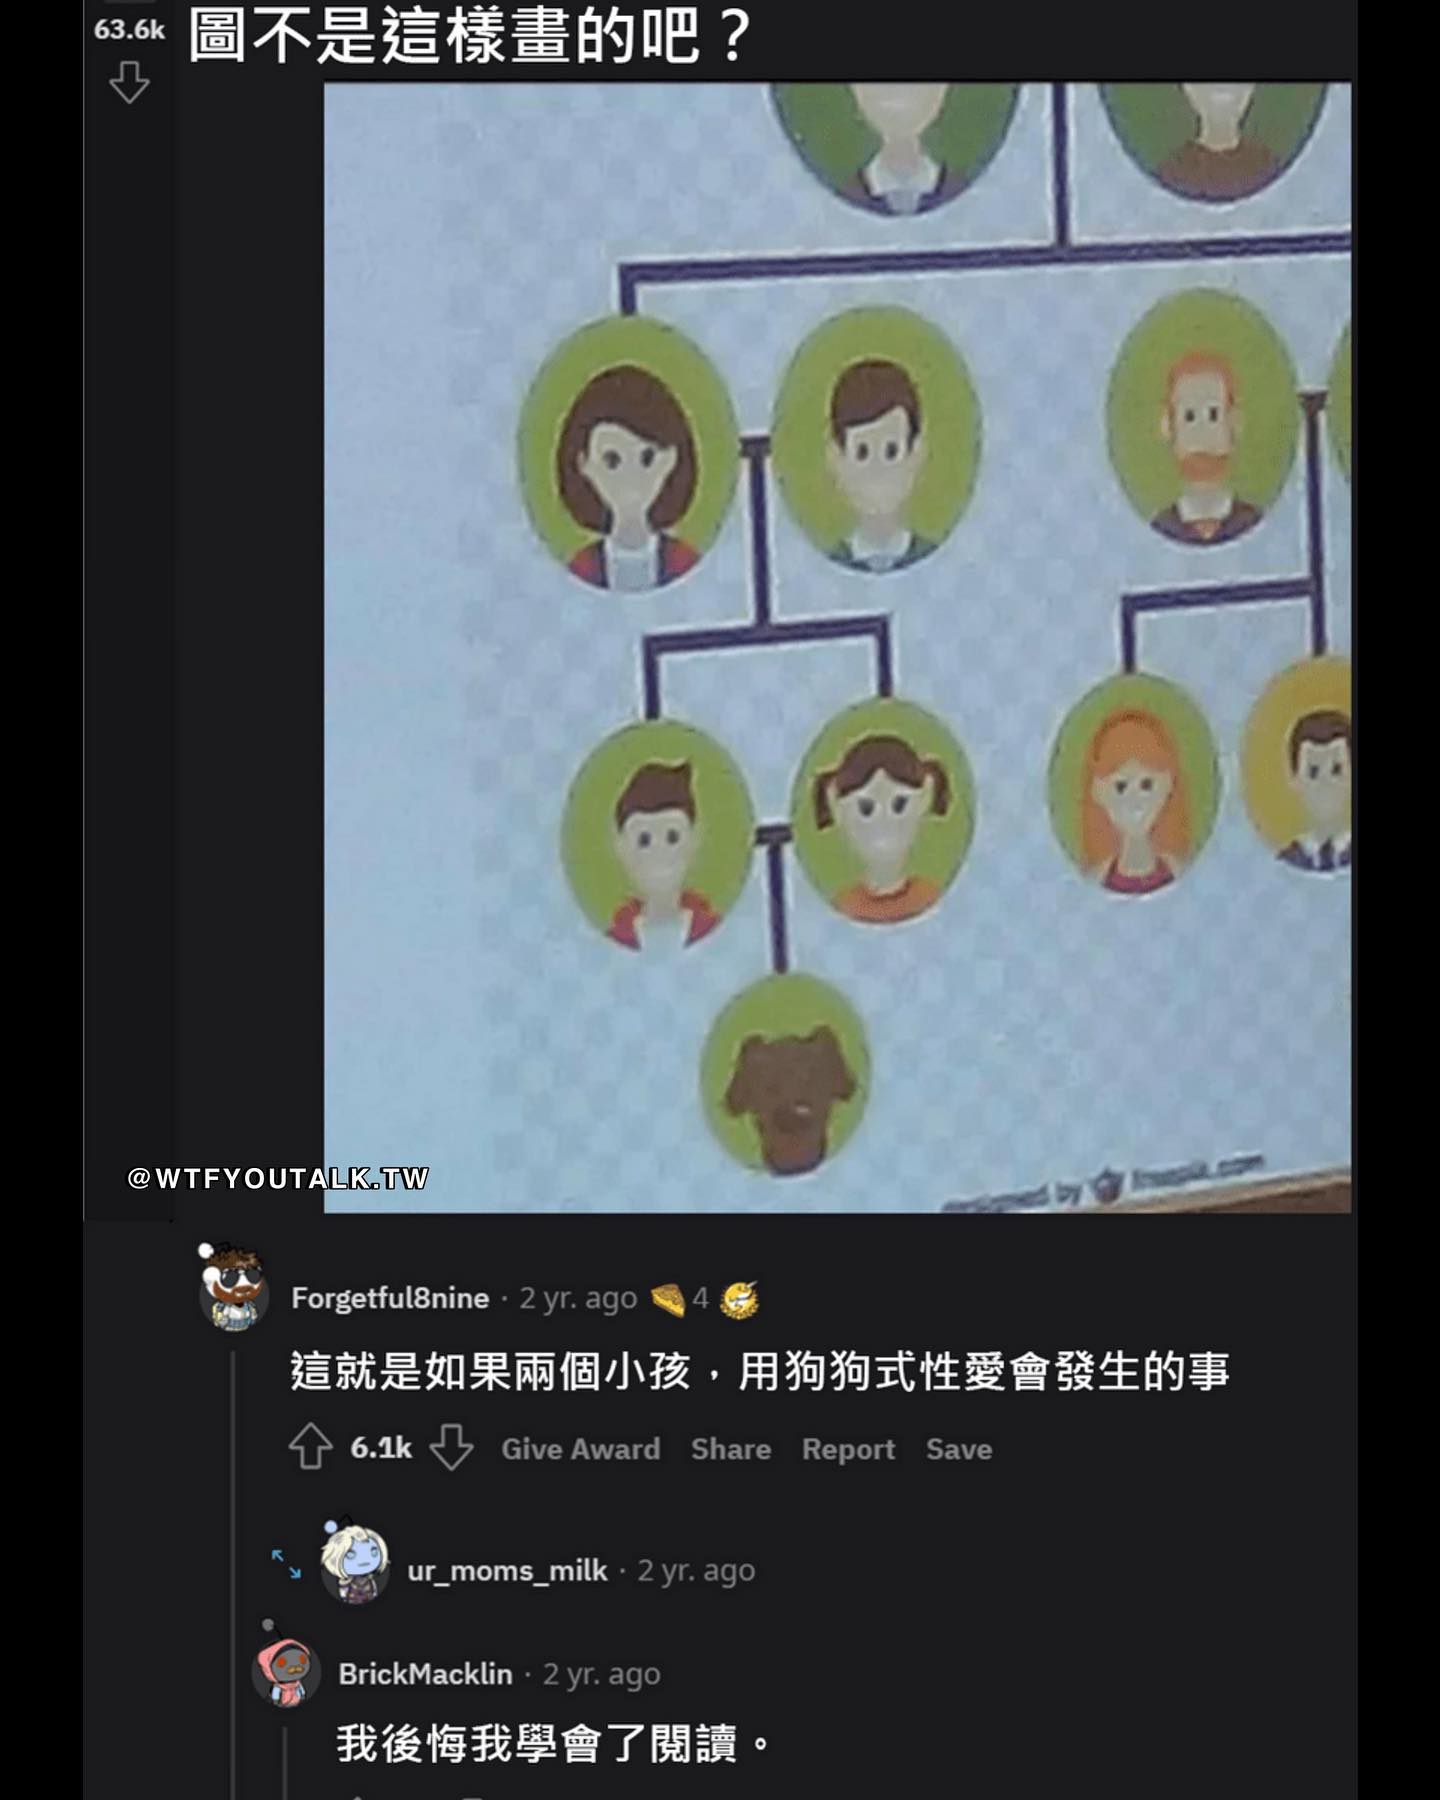 63.6k
圖不是這樣畫的吧？
designed by freepik.com
@WTFYOUTALK.TW
Forgetful8nine · 2 yr. ago 4
這就是如果兩個小孩，用狗狗式性愛會發生的事
6.1k Give Award Share Report Save
ur_moms_milk · 2 yr. ago
BrickMacklin · 2 yr. ago
我後悔我學會了閱讀。